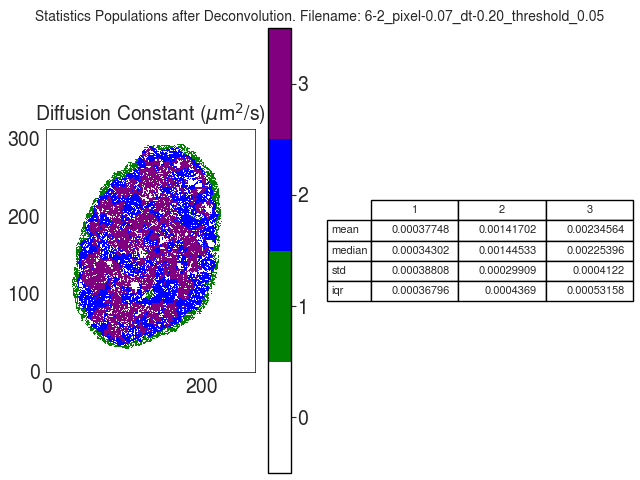 Statistics Populations after Deconvolution. Filename: 6-2_pixel-0.07_dt-0.20_threshold_0.05
Diffusion Constant (μm²/s)
300
200
100
0
0 200
3
2
1
0
1 2 3
mean 0.00037748 0.00141702 0.00234564
median 0.00034302 0.00144533 0.00225396
std 0.00038808 0.00029909 0.0004122
iqr 0.00036796 0.0004369 0.00053158